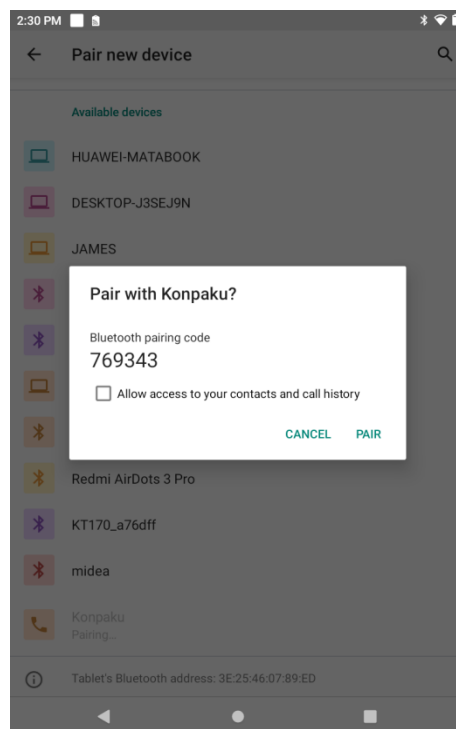 2:30 PM
Pair new device
Available devices
HUAWEI-MATABOOK
DESKTOP-J3SEJ9N
JAMES
Pair with Konpaku?
Bluetooth pairing code
769343
Allow access to your contacts and call history
CANCEL PAIR
Redmi AirDots 3 Pro
KT170_a76dff
midea
Konpaku
Pairing...
Tablet's Bluetooth address: 3E:25:46:07:89:ED